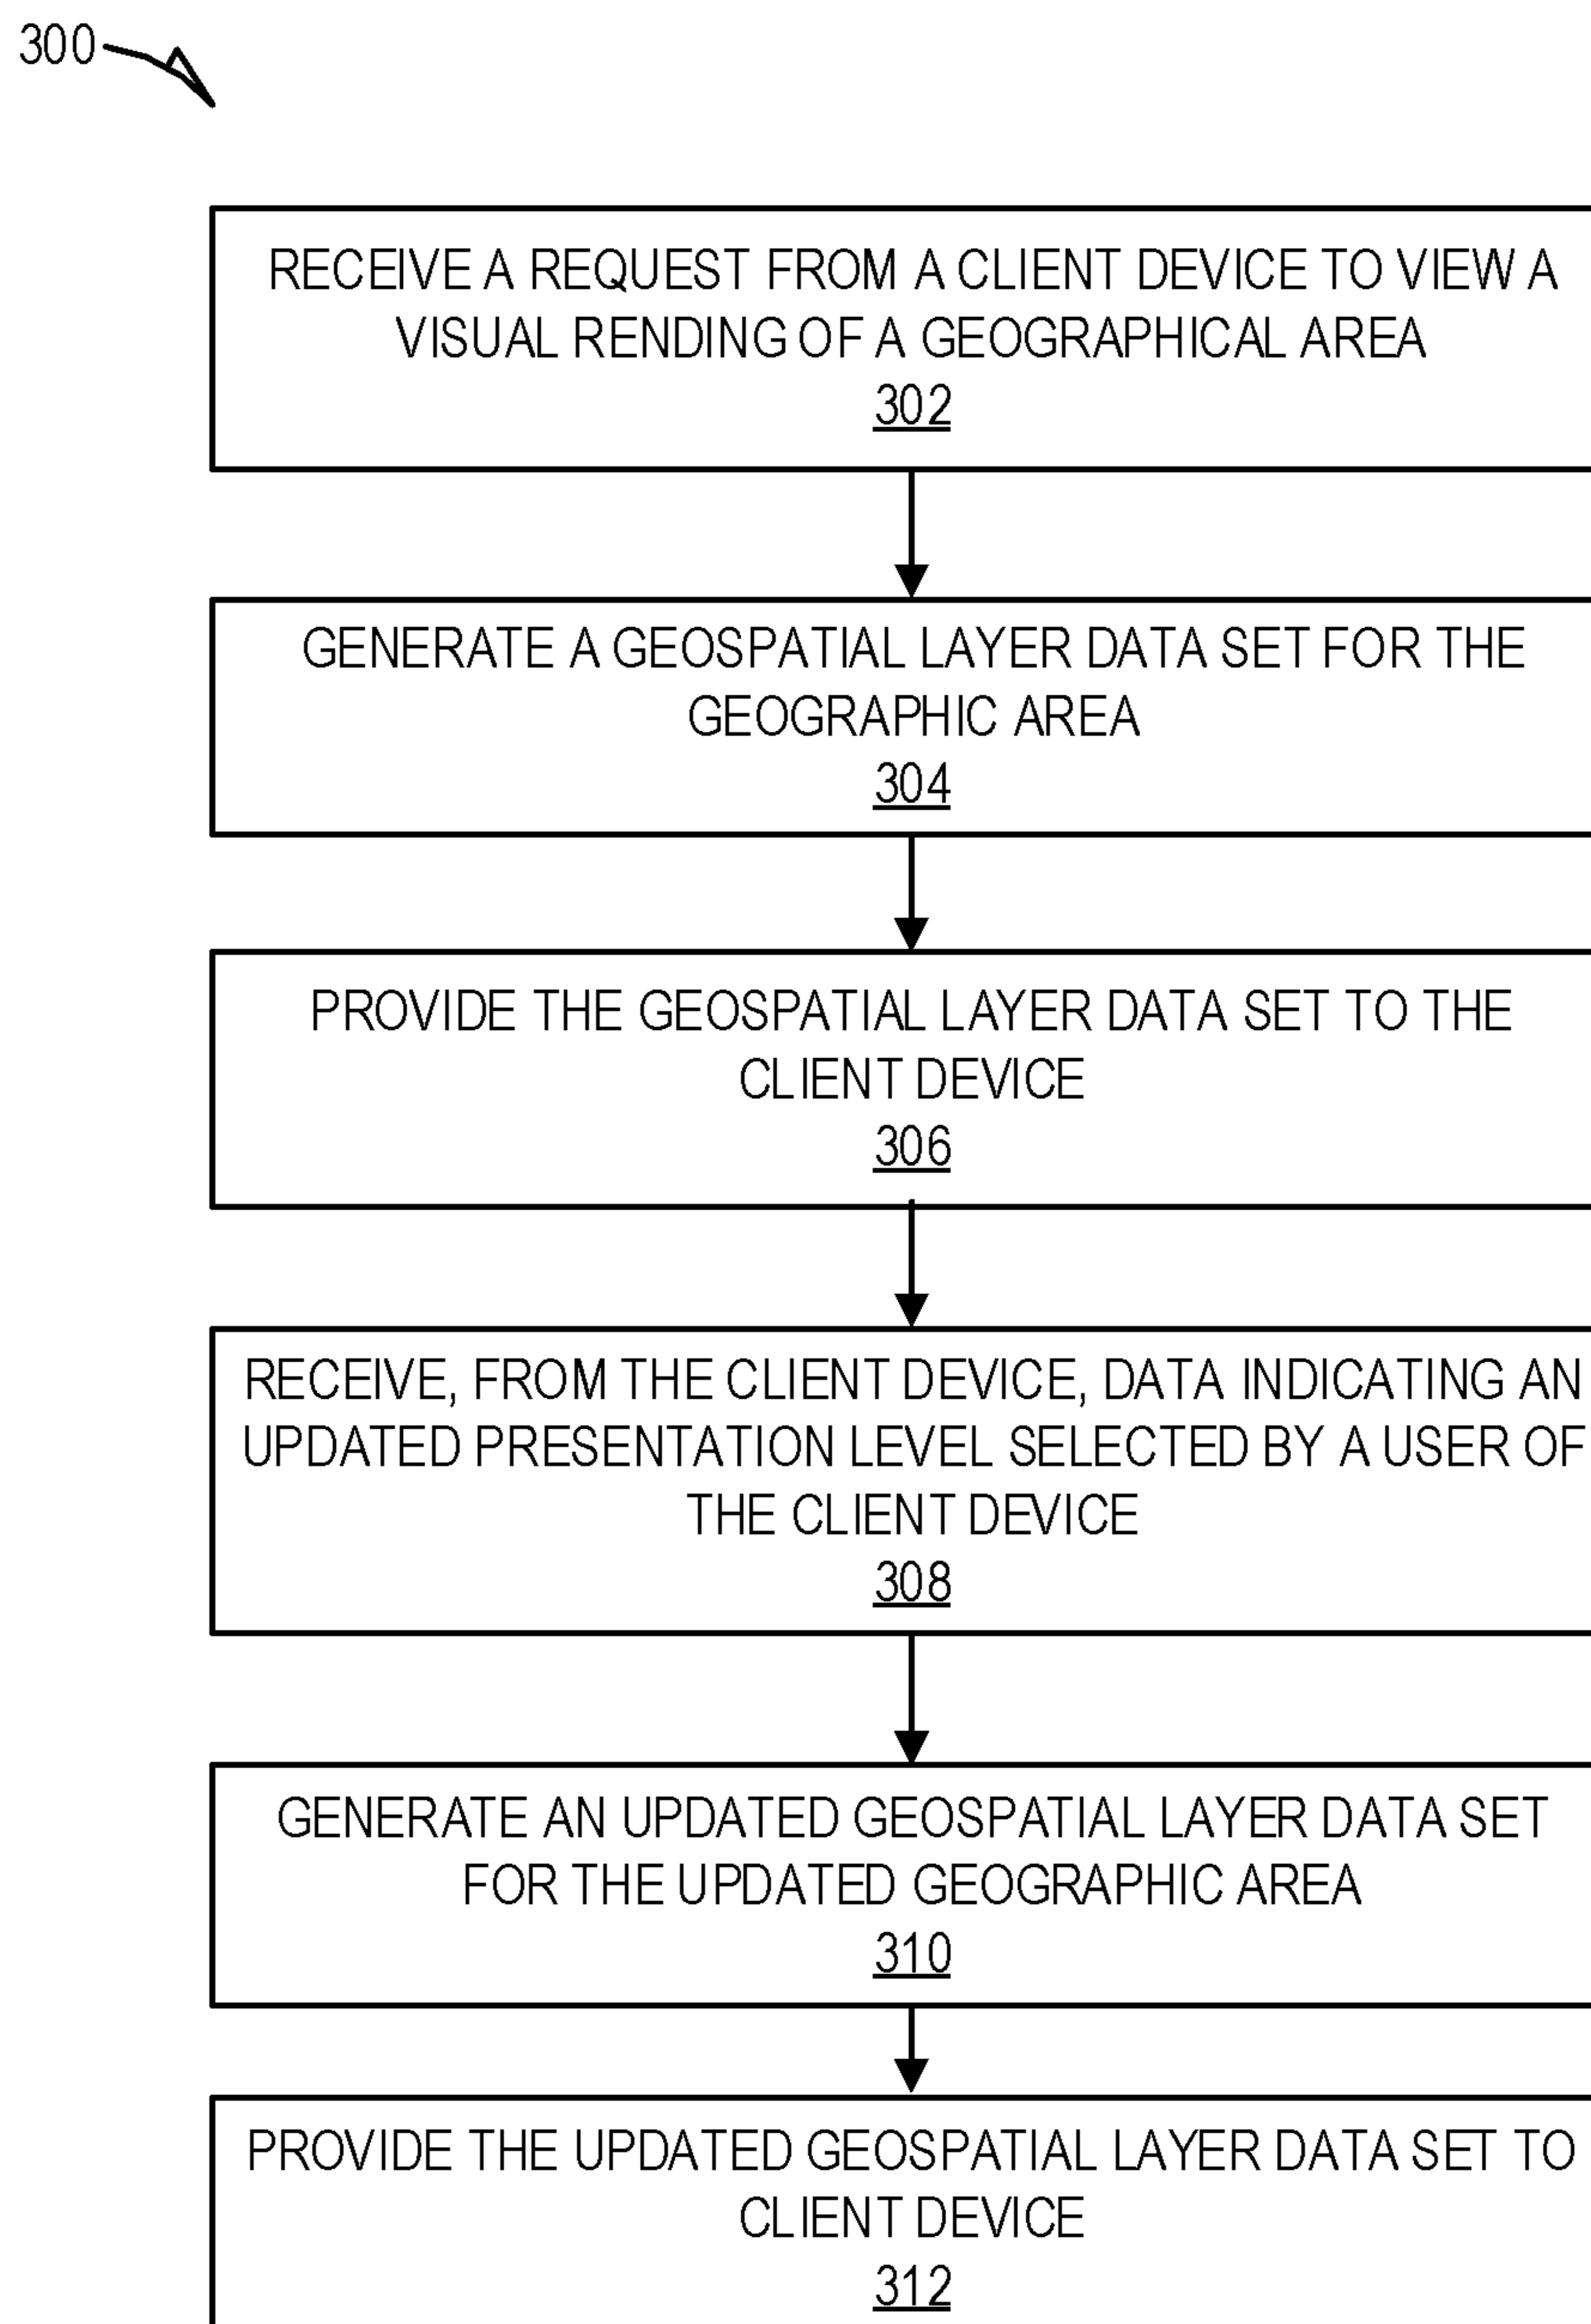 300
RECEIVE A REQUEST FROM A CLIENT DEVICE TO VIEW A
VISUAL RENDING OF A GEOGRAPHICAL AREA
302
GENERATE A GEOSPATIAL LAYER DATA SET FOR THE
GEOGRAPHIC AREA
304
PROVIDE THE GEOSPATIAL LAYER DATA SET TO THE
CLIENT DEVICE
306
RECEIVE, FROM THE CLIENT DEVICE, DATA INDICATING AN
UPDATED PRESENTATION LEVEL SELECTED BY A USER OF
THE CLIENT DEVICE
308
GENERATE AN UPDATED GEOSPATIAL LAYER DATA SET
FOR THE UPDATED GEOGRAPHIC AREA
310
PROVIDE THE UPDATED GEOSPATIAL LAYER DATA SET TO
CLIENT DEVICE
312